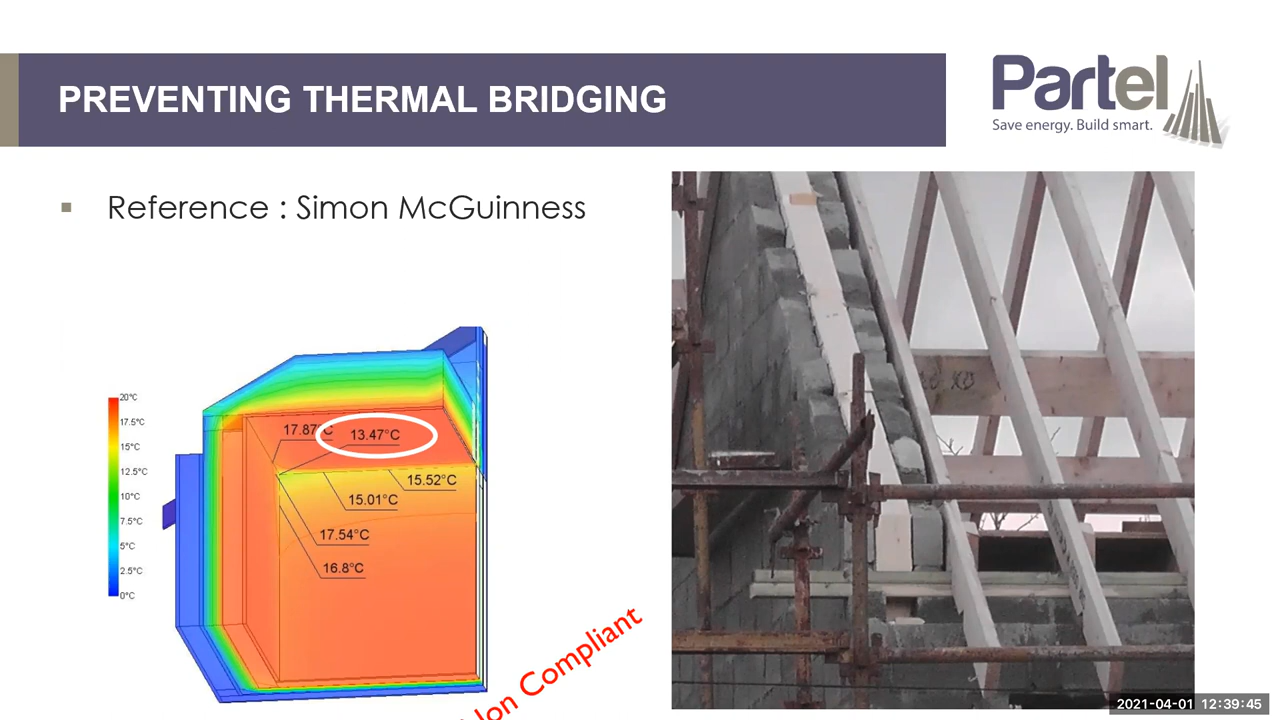 PREVENTING THERMAL BRIDGING
Partel
Save energy. Build smart.
Reference : Simon McGuinness
20°C
17.5°C
15°C
12.5°C
10°C
7.5°C
5°C
2.5°C
0°C
17.87°C
13.47°C
15.52°C
15.01°C
17.54°C
16.8°C
Compliant
2021-04-01 12:39:45